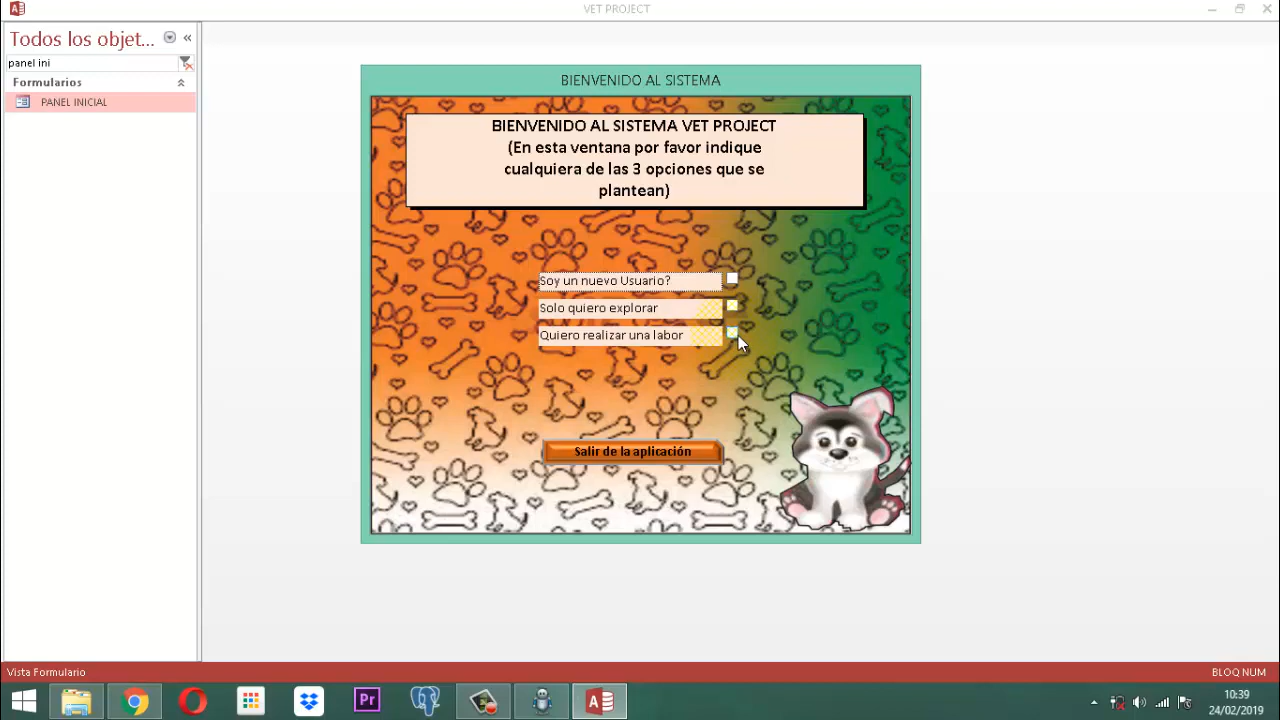 VET PROJECT
Todos los objet...
panel ini
Formularios
PANEL INICIAL
BIENVENIDO AL SISTEMA
BIENVENIDO AL SISTEMA VET PROJECT
(En esta ventana por favor indique
cualquiera de las 3 opciones que se
plantean)
Soy un nuevo Usuario?
Solo quiero explorar
Quiero realizar una labor
Salir de la aplicación
Vista Formulario
BLOQ NUM
Pr
A
10:39
24/02/2019